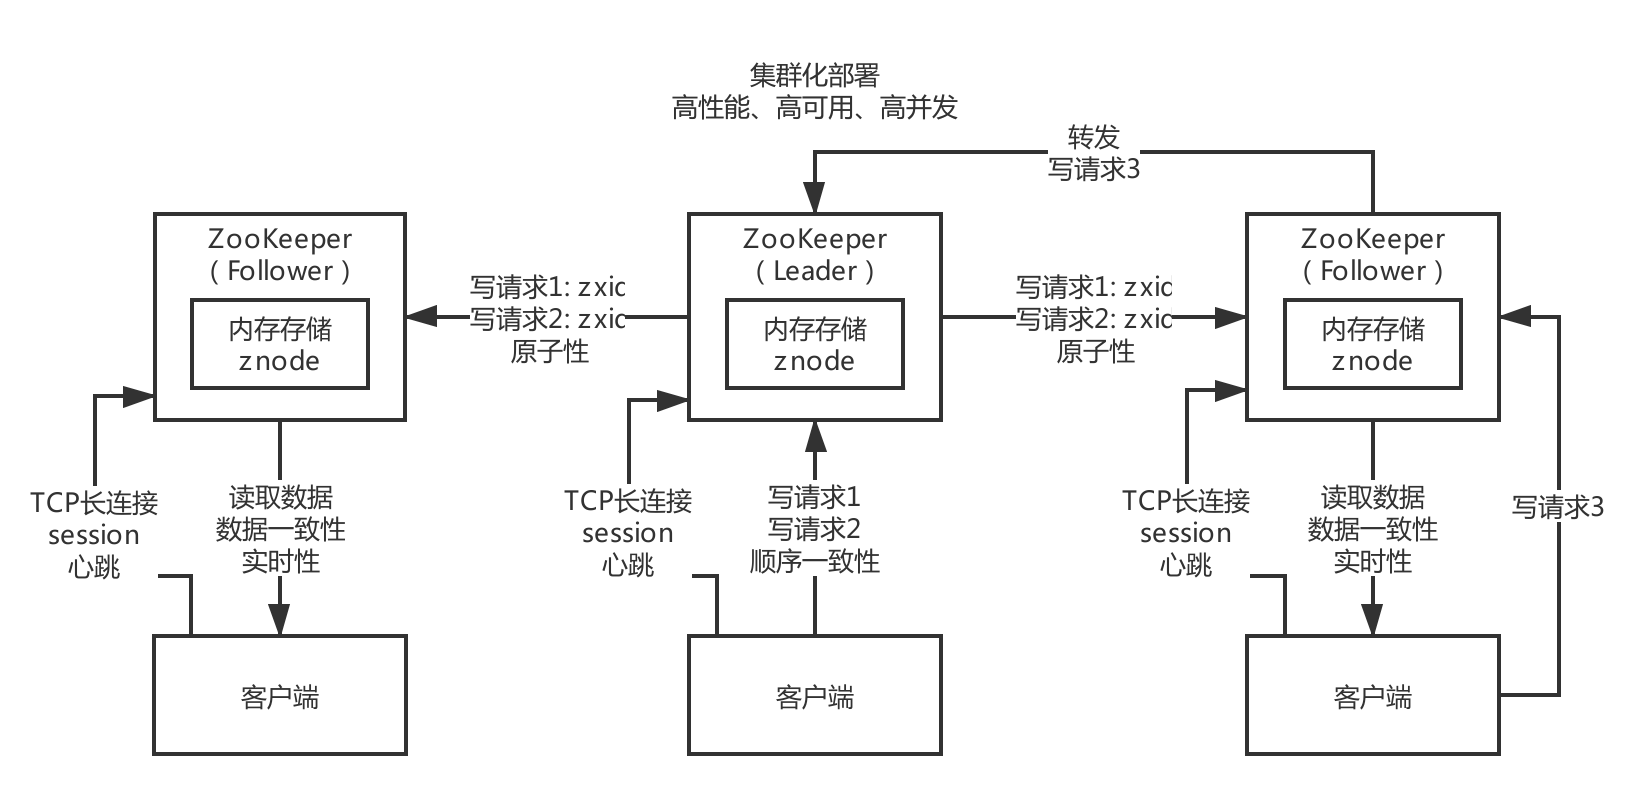 集群化部署
高性能、高可用、高并发
转发
写请求3
ZooKeeper
（Follower）
内存存储
znode
写请求1: zxid
写请求2: zxid
原子性
ZooKeeper
（Leader）
内存存储
znode
写请求1: zxid
写请求2: zxid
原子性
ZooKeeper
（Follower）
内存存储
znode
TCP长连接
session
心跳
读取数据
数据一致性
实时性
TCP长连接
session
心跳
写请求1
写请求2
顺序一致性
TCP长连接
session
心跳
读取数据
数据一致性
实时性
写请求3
客户端
客户端
客户端